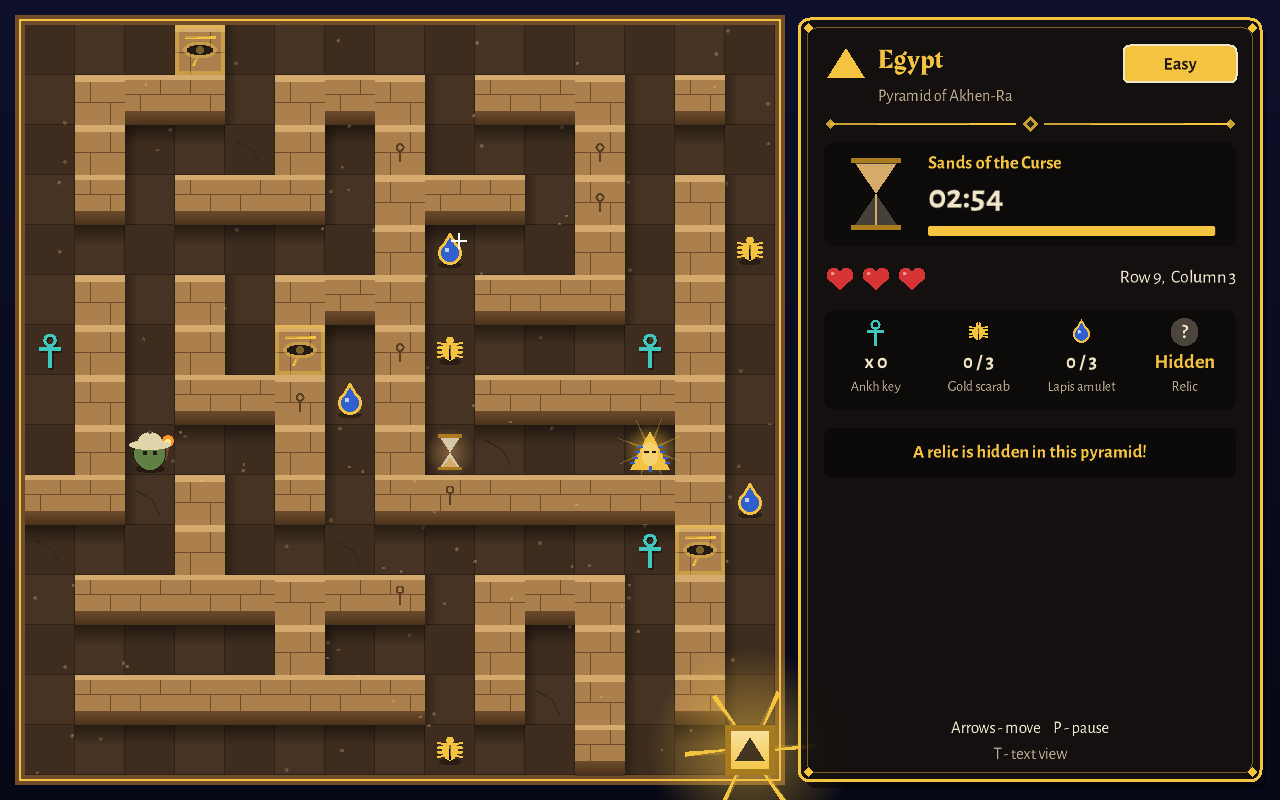 Egypt
Easy
Pyramid of Akhen-Ra
Sands of the Curse
02:54
Row 9, Column 3
?
x 0
0 / 3
0 / 3
Hidden
Ankh key
Gold scarab
Lapis amulet
Relic
A relic is hidden in this pyramid!
Arrows - move P - pause
T - text view